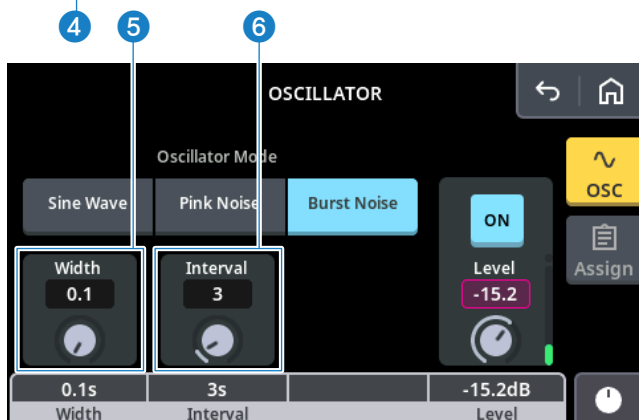 4 5 6
OSCILLATOR
Oscillator Mode
Sine Wave Pink Noise Burst Noise
ON
OSC
Width Interval Level Assign
0.1 3 -15.2
0.1s 3s -15.2dB
Width Interval Level